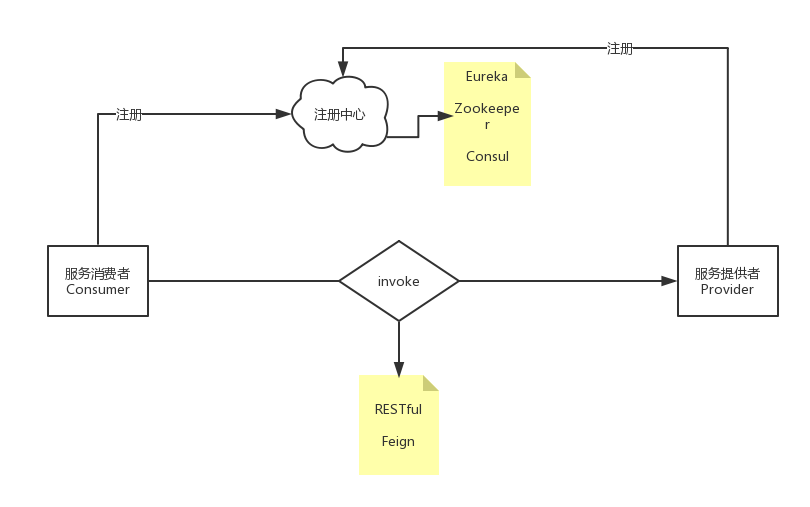 注册
Eureka
Zookeepe
r
Consul
注册
注册中心
服务消费者
Consumer
invoke
服务提供者
Provider
RESTful
Feign